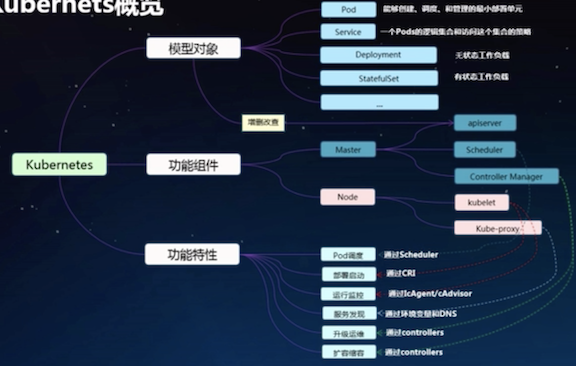 Kubernets概览
Pod
能够创建、调度、和管理的最小部署单元
Service
一个Pods的逻辑集合和访问这个集合的策略
模型对象
Deployment
无状态工作负载
StatefulSet
有状态工作负载
...
增删改查
apiserver
Master
Scheduler
Kubernetes
功能组件
Controller Manager
Node
kubelet
Kube-proxy
功能特性
Pod调度
通过Scheduler
部署启动
通过CRI
运行监控
通过IcAgent/cAdvisor
服务发现
通过环境变量和DNS
升级运维
通过controllers
扩容缩容
通过controllers